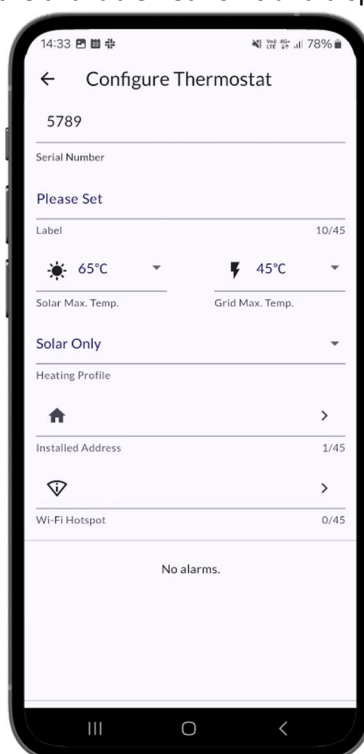 14:33 78%
Configure Thermostat
5789
Serial Number
Please Set
Label 10/45
65°C 45°C
Solar Max. Temp. Grid Max. Temp.
Solar Only
Heating Profile
Installed Address 1/45
Wi-Fi Hotspot 0/45
No alarms.